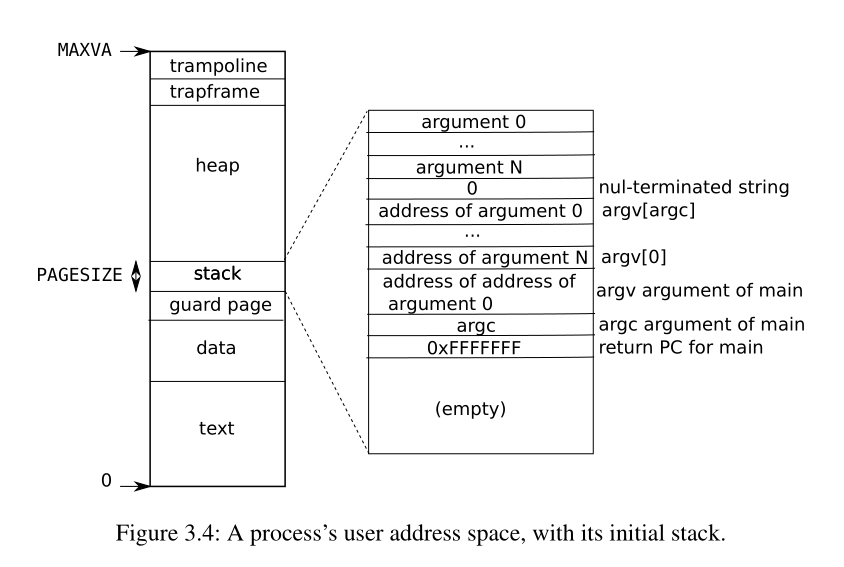 MAXVA
trampoline
trapframe
heap
PAGESIZE
stack
guard page
data
text
0
argument 0
...
argument N
0
nul-terminated string
address of argument 0
argv[argc]
...
address of argument N
argv[0]
address of address of
argument 0
argv argument of main
argc
argc argument of main
0xFFFFFFF
return PC for main
(empty)
Figure 3.4: A process’s user address space, with its initial stack.